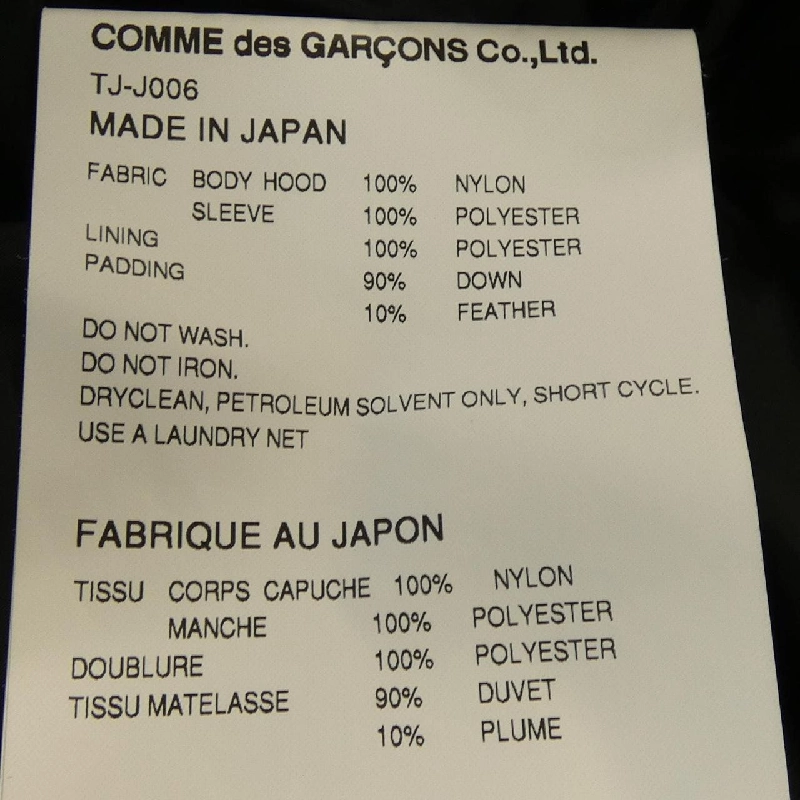 COMME des GARÇONS Co.,Ltd.
TJ-J006
MADE IN JAPAN
FABRIC BODY HOOD 100% NYLON
SLEEVE 100% POLYESTER
LINING 100% POLYESTER
PADDING 90% DOWN
10% FEATHER
DO NOT WASH.
DO NOT IRON.
DRYCLEAN, PETROLEUM SOLVENT ONLY, SHORT CYCLE.
USE A LAUNDRY NET
FABRIQUE AU JAPON
TISSU CORPS CAPUCHE 100% NYLON
MANCHE 100% POLYESTER
DOUBLURE 100% POLYESTER
TISSU MATELASSE 90% DUVET
10% PLUME